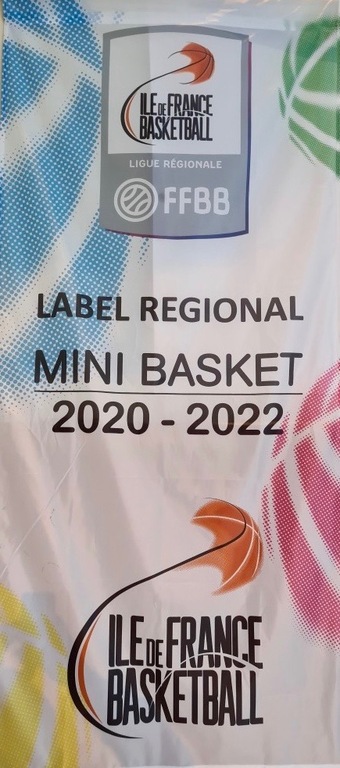 ILE DE FRANCE
BASKETBALL
LIGUE RÉGIONALE
FFBB
LABEL REGIONAL
MINI BASKET
2020 - 2022
ILE DE FRANCE
BASKETBALL